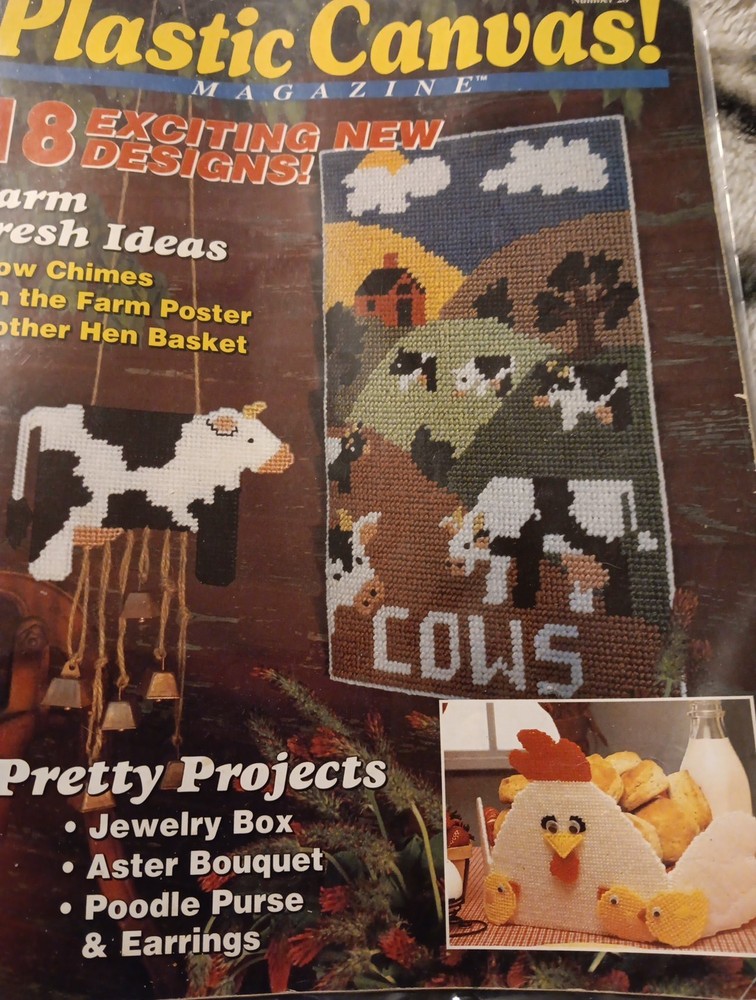 Plastic Canvas!
MAGAZINE™
18 EXCITING NEW
DESIGNS!
arm
resh Ideas
ow Chimes
n the Farm Poster
other Hen Basket
COWS
Pretty Projects
• Jewelry Box
• Aster Bouquet
• Poodle Purse
& Earrings